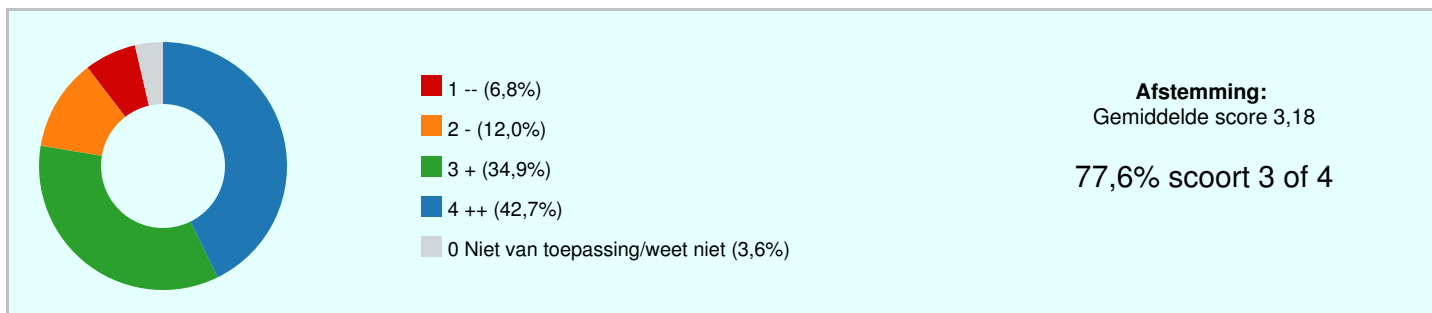 1 -- (6,8%)
2 - (12,0%)
3 + (34,9%)
4 ++ (42,7%)
0 Niet van toepassing/weet niet (3,6%)
Afstemming:
Gemiddelde score 3,18
77,6% scoort 3 of 4